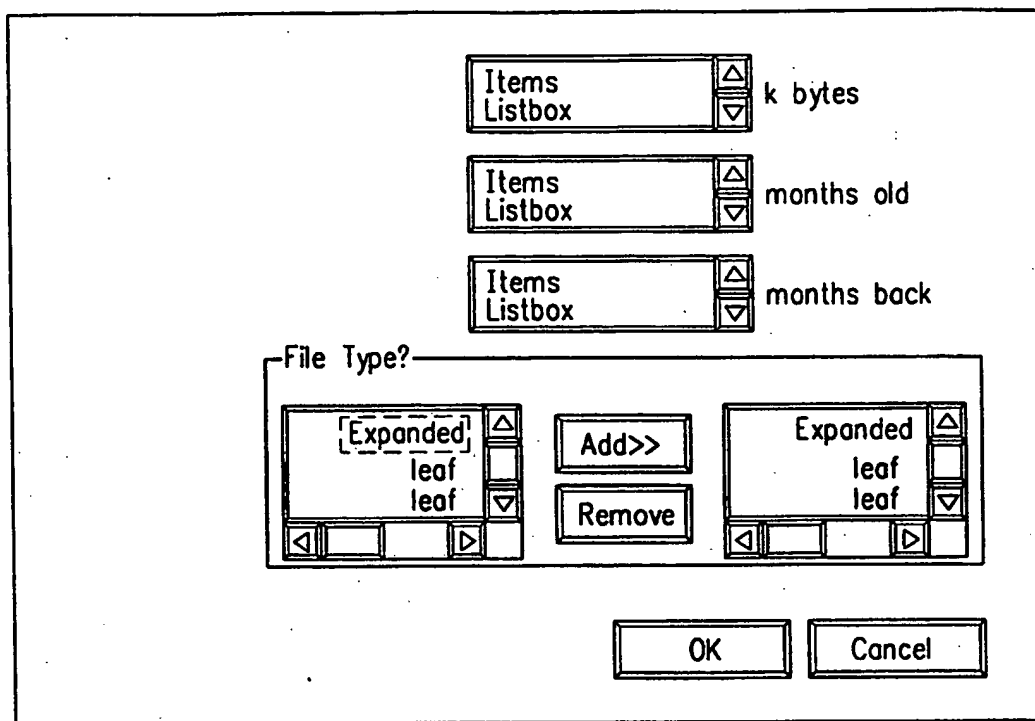 Items
Listbox
k bytes
Items
Listbox
months old
Items
Listbox
months back
File Type?
Expanded
leaf
leaf
Add>>
Remove
Expanded
leaf
leaf
OK
Cancel